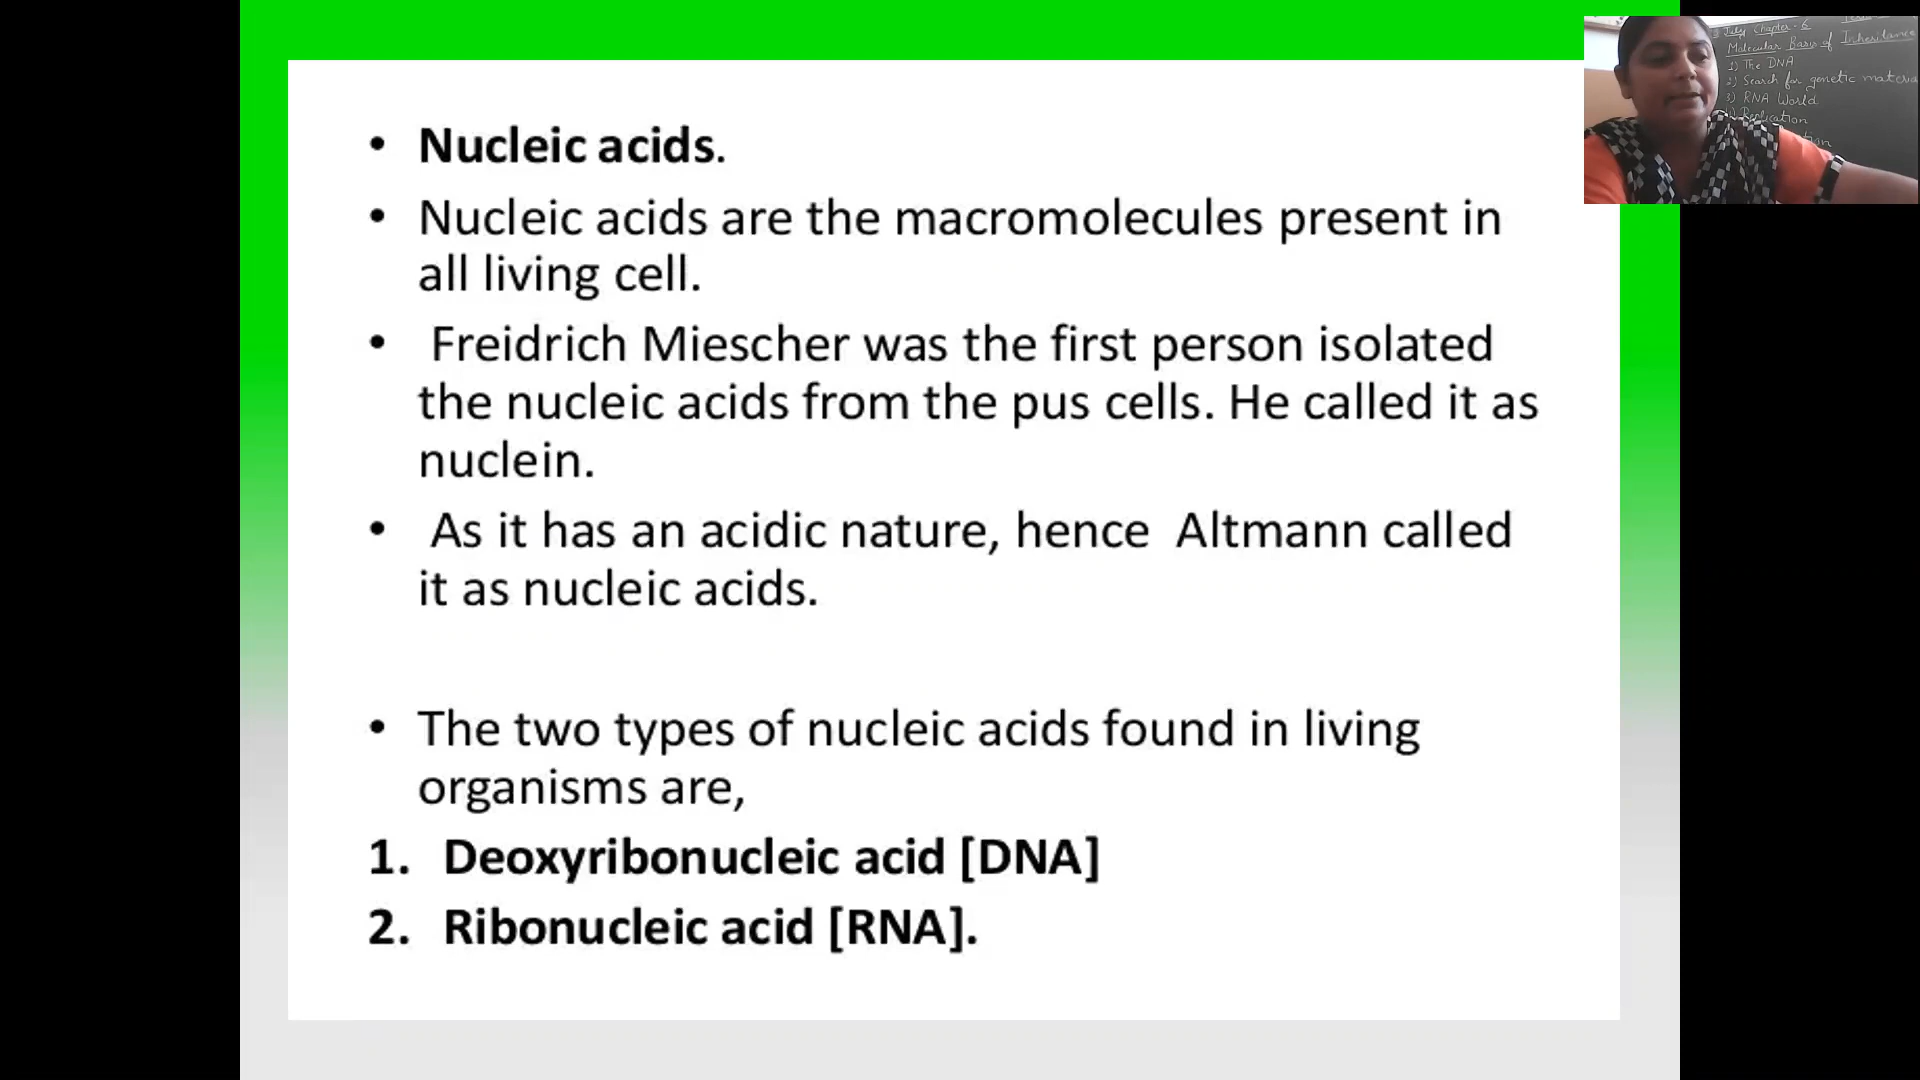 • Nucleic acids.
• Nucleic acids are the macromolecules present in
all living cell.
• Freidrich Miescher was the first person isolated
the nucleic acids from the pus cells. He called it as
nuclein.
• As it has an acidic nature, hence Altmann called
it as nucleic acids.
• The two types of nucleic acids found in living
organisms are,
1. Deoxyribonucleic acid [DNA]
2. Ribonucleic acid [RNA].
July Chapter - 6
Molecular Basis of Inheritance
1) The DNA
2) Search for genetic
3) RNA World
Replication